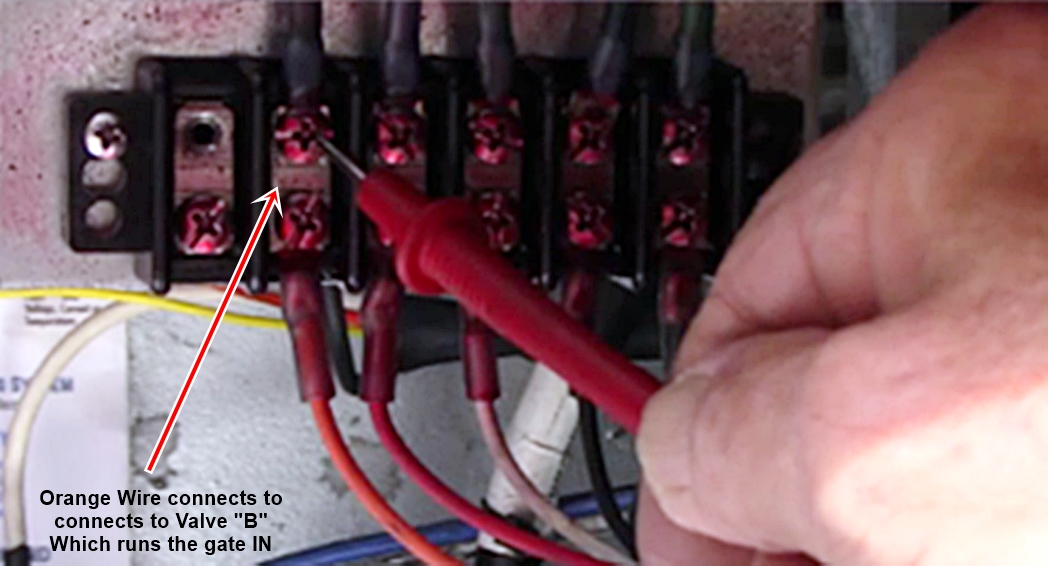 Orange Wire connects to
connects to Valve "B"
Which runs the gate IN